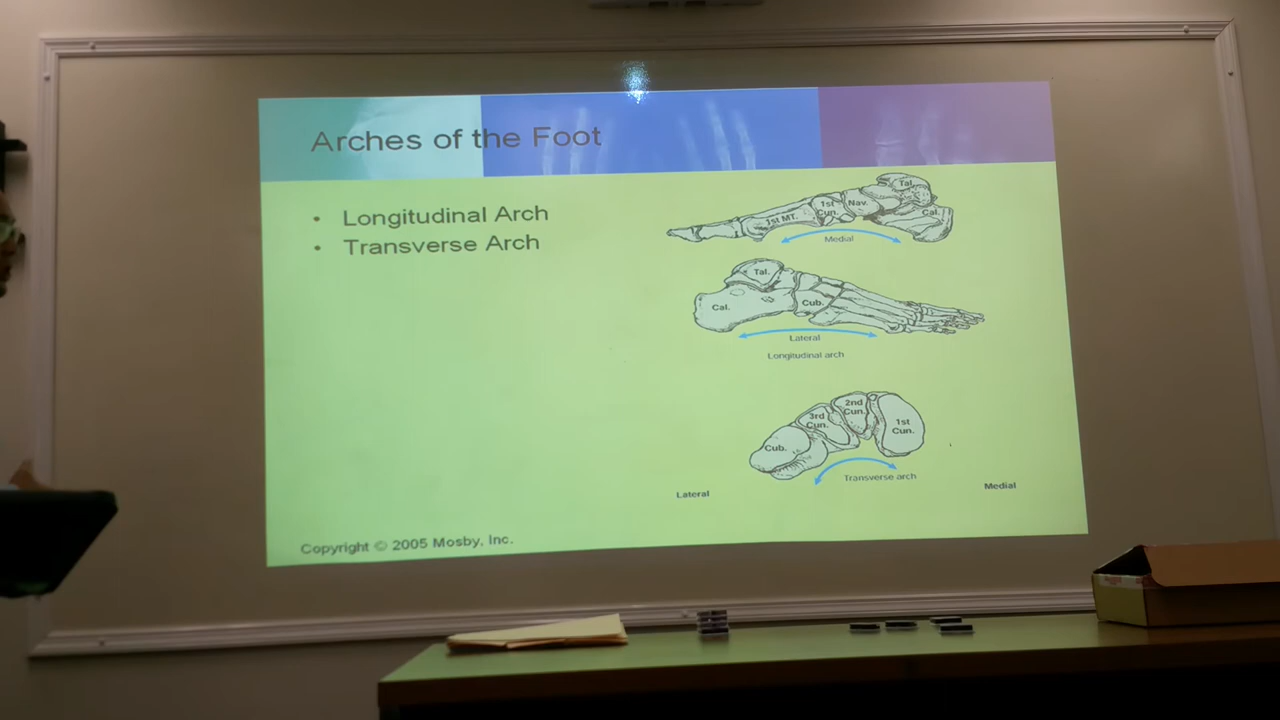 Arches of the Foot
• Longitudinal Arch
• Transverse Arch
Tal.
Nav.
1st
Cun.
1st MT.
Cal.
Medial
Tal.
Cal.
Cub.
Lateral
Longitudinal arch
2nd
Cun.
3rd
Cun.
1st
Cun.
Cub.
Transverse arch
Lateral
Medial
Copyright © 2005 Mosby, Inc.